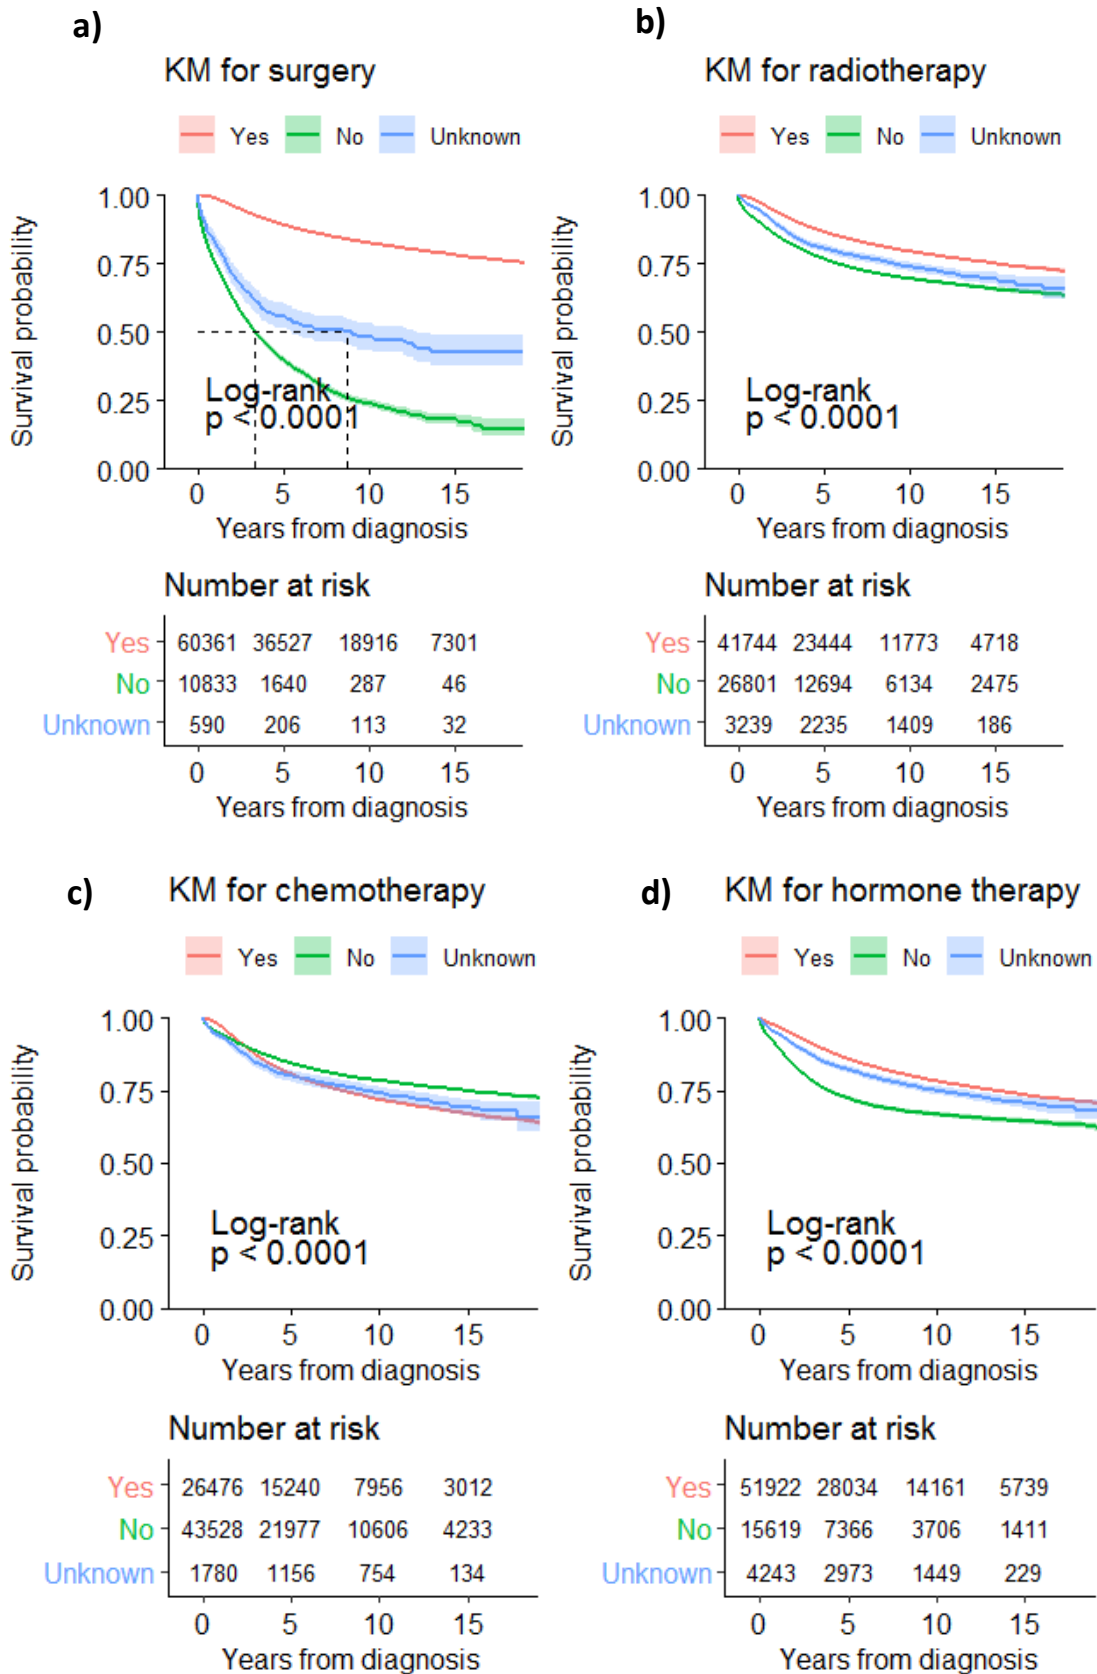 a)
KM for surgery
Yes No Unknown
Survival probability
1.00
0.75
0.50
0.25
0.00
Log-rank
p < 0.0001
0 5 10 15
Years from diagnosis
Number at risk
Yes 60361 36527 18916 7301
No 10833 1640 287 46
Unknown 590 206 113 32
0 5 10 15
Years from diagnosis
b)
KM for radiotherapy
Yes No Unknown
Survival probability
1.00
0.75
0.50
0.25
0.00
Log-rank
p < 0.0001
0 5 10 15
Years from diagnosis
Number at risk
Yes 41744 23444 11773 4718
No 26801 12694 6134 2475
Unknown 3239 2235 1409 186
0 5 10 15
Years from diagnosis
c)
KM for chemotherapy
Yes No Unknown
Survival probability
1.00
0.75
0.50
0.25
0.00
Log-rank
p < 0.0001
0 5 10 15
Years from diagnosis
Number at risk
Yes 26476 15240 7956 3012
No 43528 21977 10606 4233
Unknown 1780 1156 754 134
0 5 10 15
Years from diagnosis
d)
KM for hormone therapy
Yes No Unknown
Survival probability
1.00
0.75
0.50
0.25
0.00
Log-rank
p < 0.0001
0 5 10 15
Years from diagnosis
Number at risk
Yes 51922 28034 14161 5739
No 15619 7366 3706 1411
Unknown 4243 2973 1449 229
0 5 10 15
Years from diagnosis